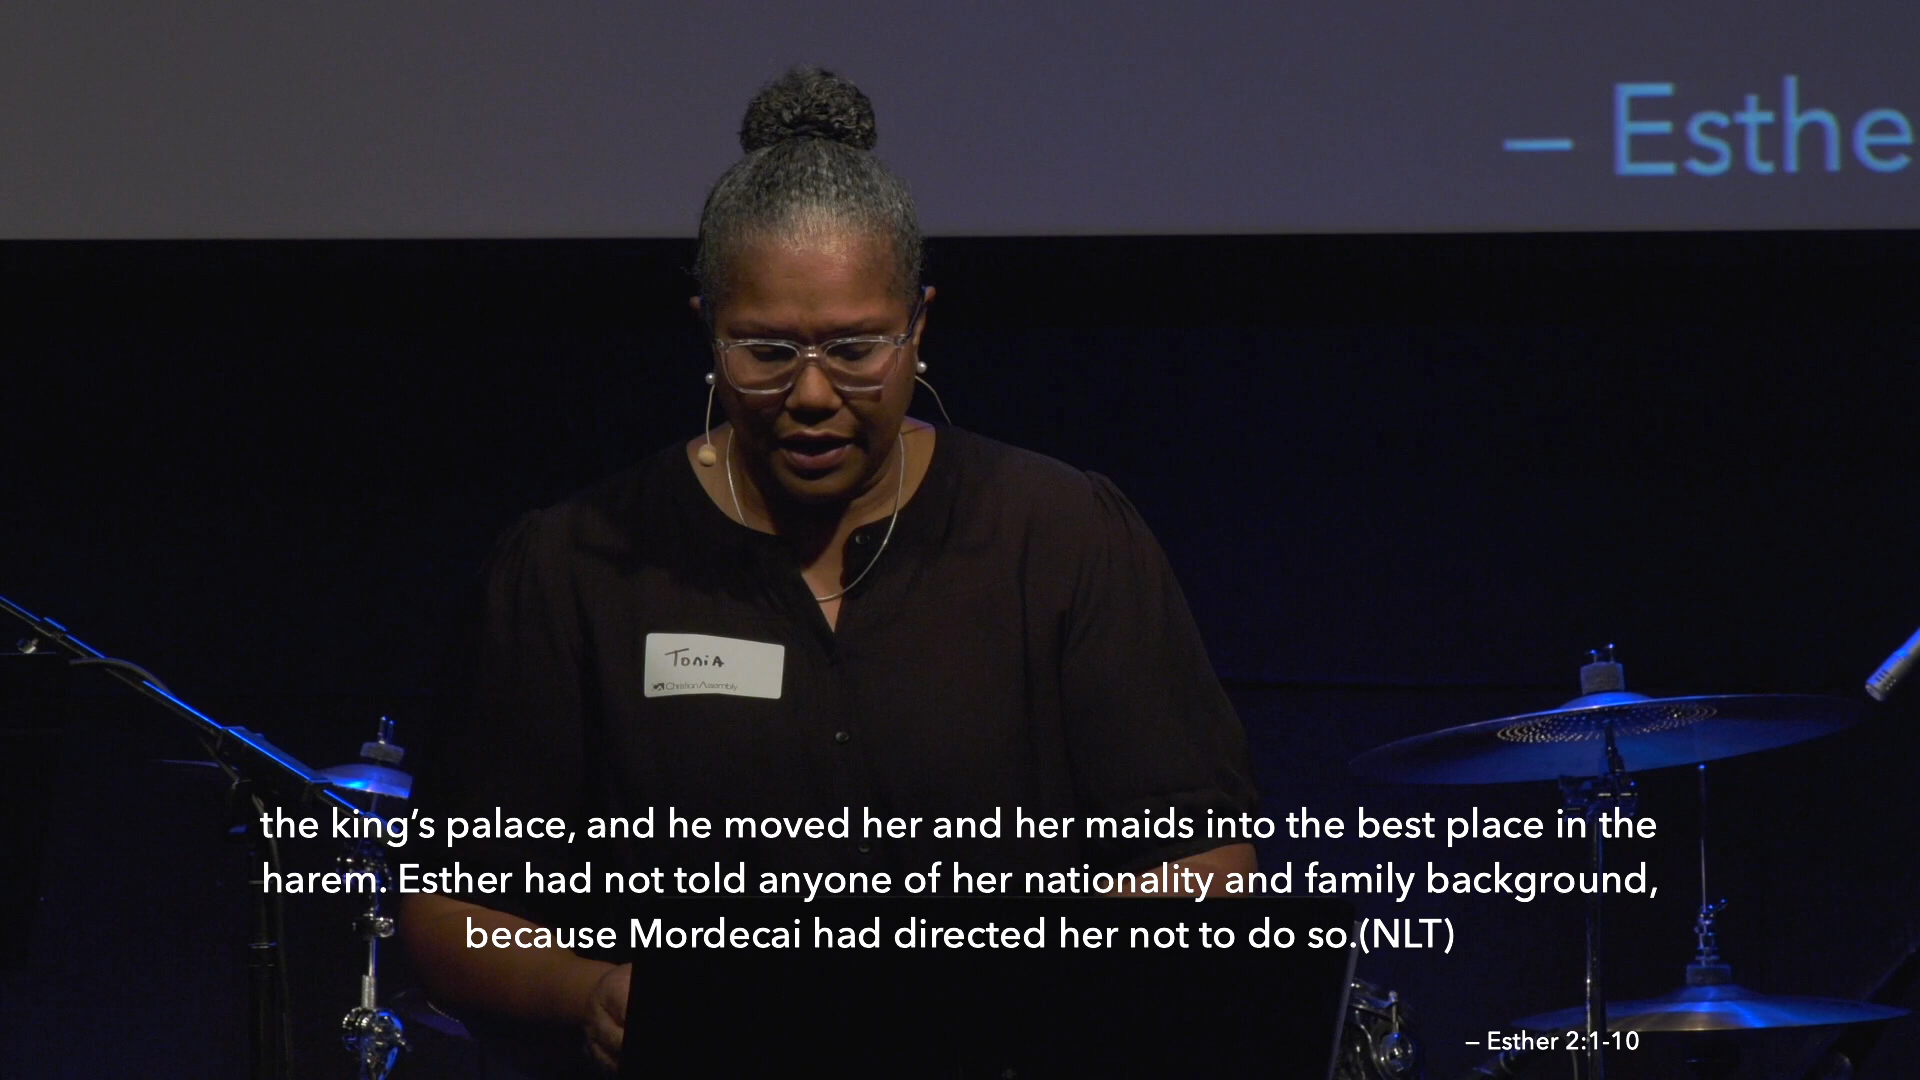 – Esthe
Tonia
Christian Assembly
the king’s palace, and he moved her and her maids into the best place in the
harem. Esther had not told anyone of her nationality and family background,
because Mordecai had directed her not to do so.(NLT)
– Esther 2:1-10